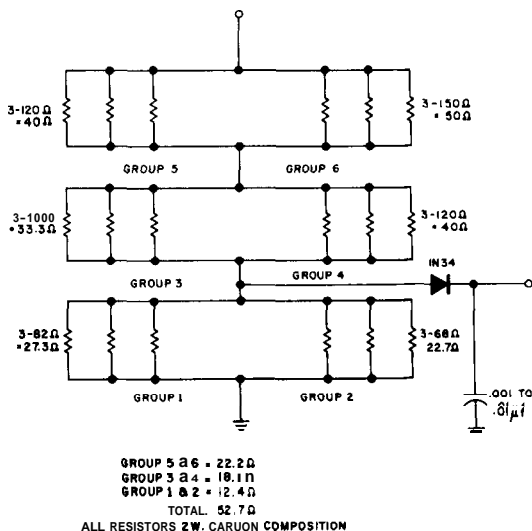 3-120Ω
=40Ω
3-150Ω
=50Ω
GROUP 5
GROUP 6
3-1000
=33.3Ω
3-120Ω
=40Ω
GROUP 3
GROUP 4
IN34
3-82Ω
=27.3Ω
3-68Ω
22.7Ω
GROUP 1
GROUP 2
.001 TO
.01μf
GROUP 5 a 6 = 22.2Ω
GROUP 3 a 4 = 18.1n
GROUP 1 & 2 = 12.4Ω
TOTAL. 52.7Ω
ALL RESISTORS 2W. CARUON COMPOSITION